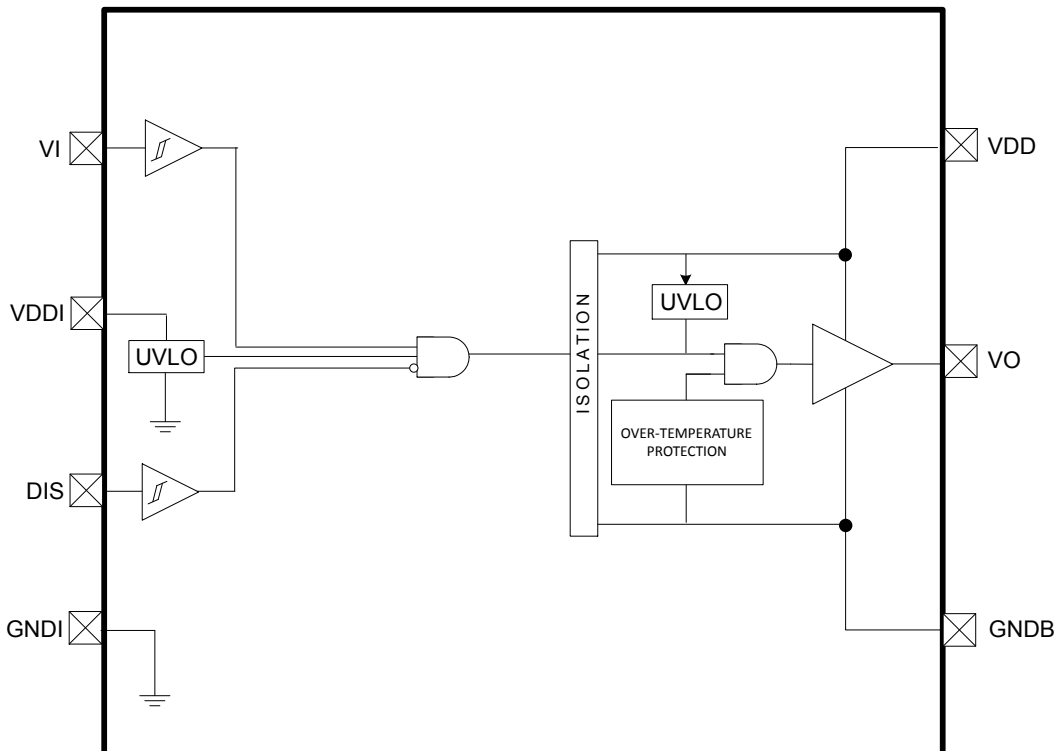 VI
VDD
VDDI
UVLO
UVLO
ISOLATION
VO
OVER-TEMPERATURE
PROTECTION
DIS
GNDI
GNDB